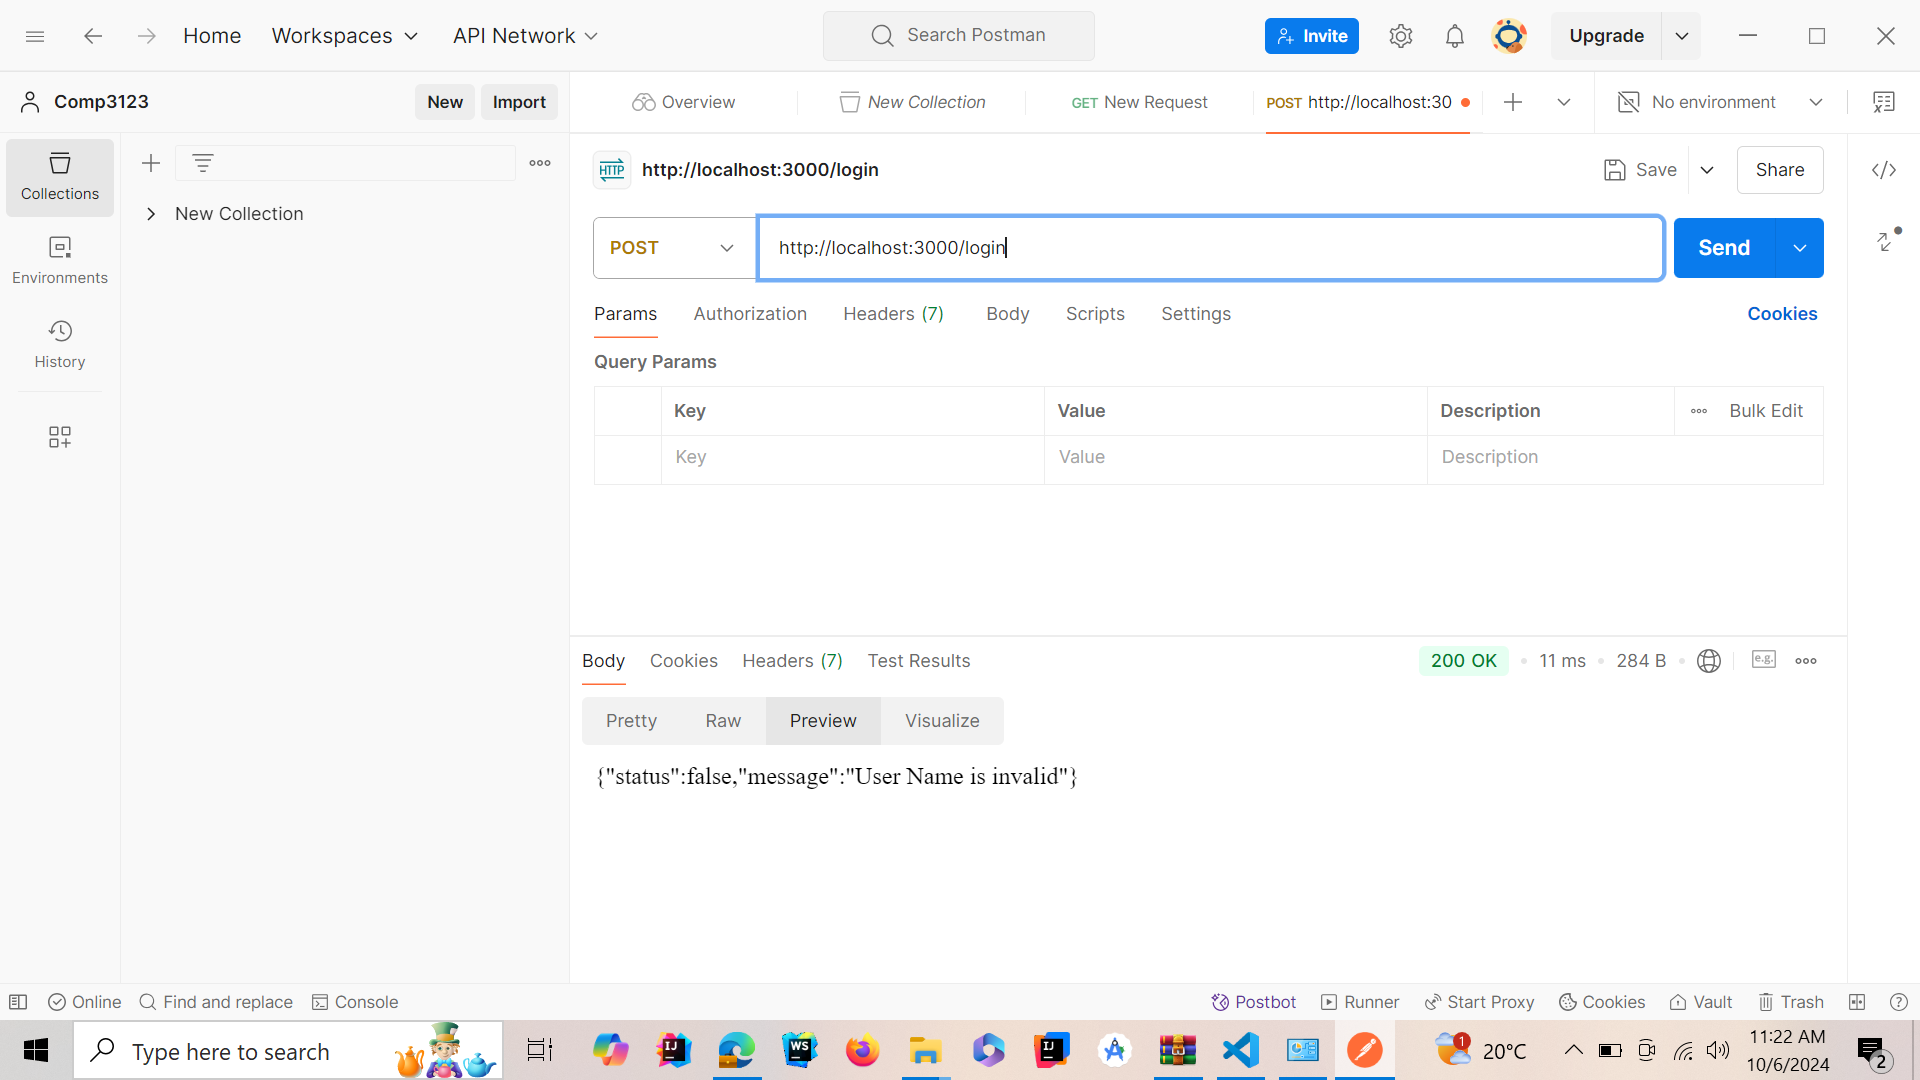 Home
Workspaces
API Network
Search Postman
Invite
Upgrade
Comp3123
New
Import
Overview
New Collection
GET New Request
POST http://localhost:30
No environment
Collections
New Collection
HTTP http://localhost:3000/login
Save
Share
Environments
POST
http://localhost:3000/login
Send
History
Params
Authorization
Headers (7)
Body
Scripts
Settings
Cookies
Query Params
Key
Value
Description
Bulk Edit
Key
Value
Description
Body
Cookies
Headers (7)
Test Results
200 OK
11 ms
284 B
e.g.
Pretty
Raw
Preview
Visualize
{"status":false,"message":"User Name is invalid"}
Online
Find and replace
Console
Postbot
Runner
Start Proxy
Cookies
Vault
Trash
Type here to search
IJ
WS
IJ
1
20°C
11:22 AM
10/6/2024
2